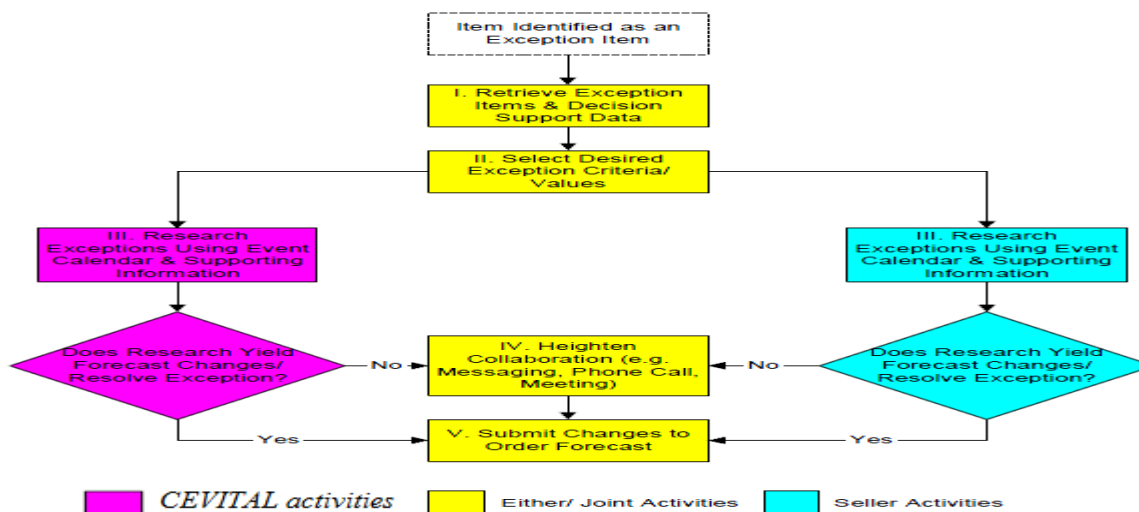 Item Identified as an
Exception Item
I. Retrieve Exception
Items & Decision
Support Data
II. Select Desired
Exception Criteria/
Values
III. Research
Exceptions Using Event
Calendar & Supporting
Information
III. Research
Exceptions Using Event
Calendar & Supporting
Information
Does Research Yield
Forecast Changes/
Resolve Exception?
No
IV. Heighten
Collaboration (e.g.
Messaging, Phone Call,
Meeting)
No
Does Research Yield
Forecast Changes/
Resolve Exception?
Yes
V. Submit Changes to
Order Forecast
Yes
CEVITAL activities
Either/ Joint Activities
Seller Activities